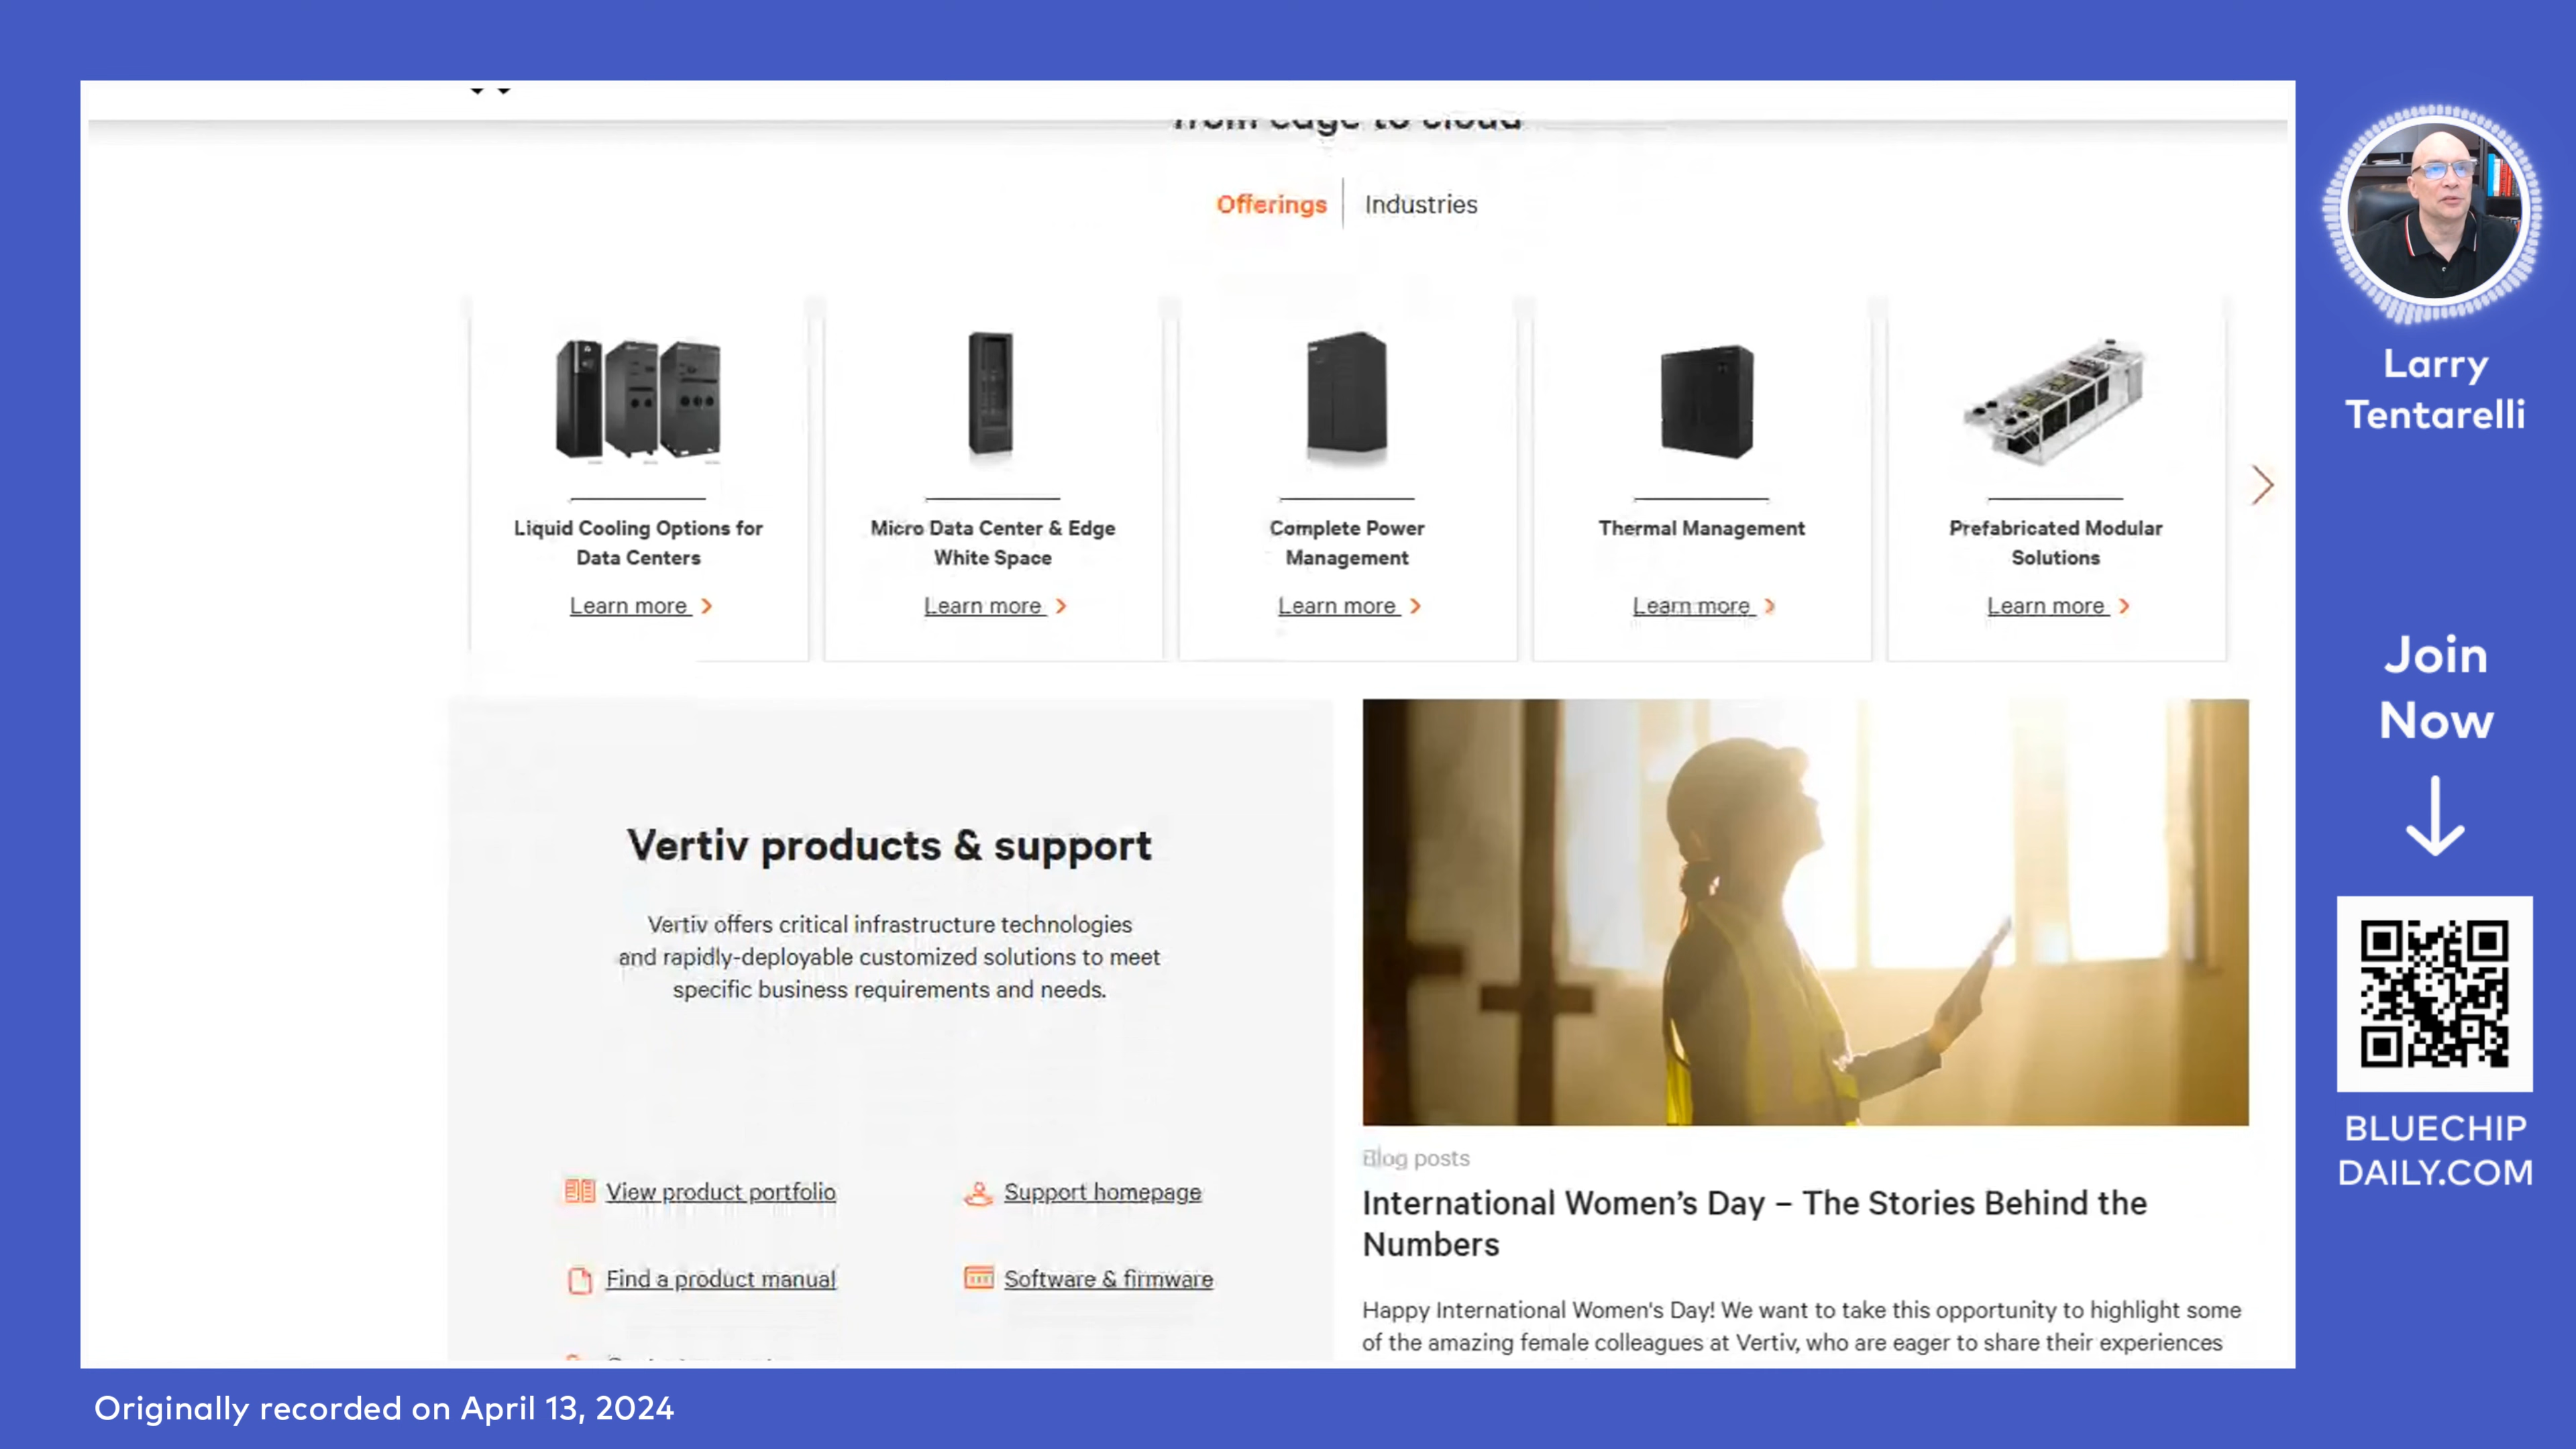 from edge to cloud
Offerings
Industries
Liquid Cooling Options for
Data Centers
Learn more
Micro Data Center & Edge
White Space
Learn more
Complete Power
Management
Learn more
Thermal Management
Learn more
Prefabricated Modular
Solutions
Learn more
Vertiv products & support
Vertiv offers critical infrastructure technologies
and rapidly-deployable customized solutions to meet
specific business requirements and needs.
View product portfolio
Support homepage
Find a product manual
Software & firmware
Blog posts
International Women's Day – The Stories Behind the
Numbers
Happy International Women's Day! We want to take this opportunity to highlight some
of the amazing female colleagues at Vertiv, who are eager to share their experiences
Larry
Tentarelli
Join
Now
BLUECHIP
DAILY.COM
Originally recorded on April 13, 2024